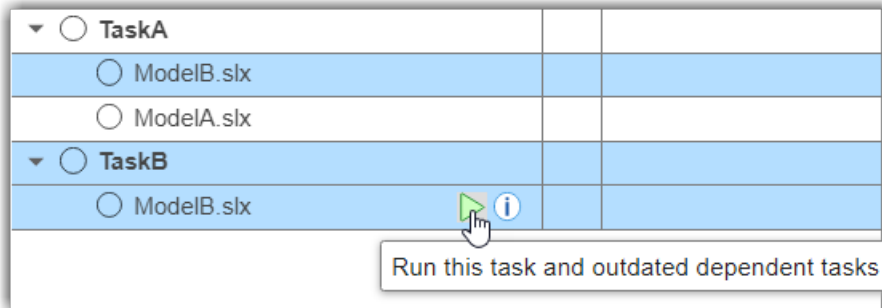 TaskA
ModelB.slx
ModelA.slx
TaskB
ModelB.slx
Run this task and outdated dependent tasks